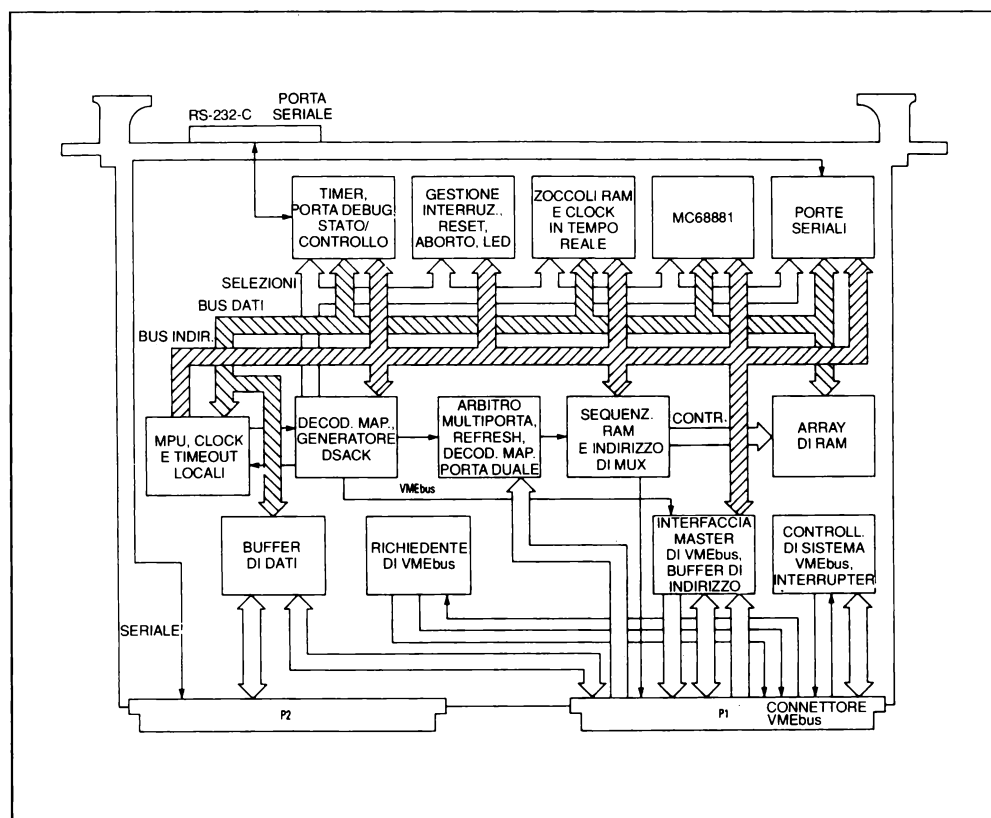 PORTA
SERIALE
RS-232-C
TIMER,
PORTA DEBUG,
STATO/
CONTROLLO
GESTIONE
INTERRUZ.,
RESET,
ABORTO, LED
ZOCCOLI RAM
E CLOCK
IN TEMPO
REALE
MC68881
PORTE
SERIALI
SELEZIONI
BUS DATI
BUS INDIR.
MPU, CLOCK
E TIMEOUT
LOCALI
DECOD. MAP.,
GENERATORE
DSACK
ARBITRO
MULTIPORTA,
REFRESH,
DECOD. MAP.
PORTA DUALE
SEQUENZ.
RAM
E INDIRIZZO
DI MUX
CONTR.
ARRAY
DI RAM
VMEbus
BUFFER
DI DATI
RICHIEDENTE
DI VMEbus
INTERFACCIA
MASTER
DI VMEbus,
BUFFER DI
INDIRIZZO
CONTROLL.
DI SISTEMA
VMEbus,
INTERRUPTER
SERIALE
P2
P1
CONNETTORE
VMEbus